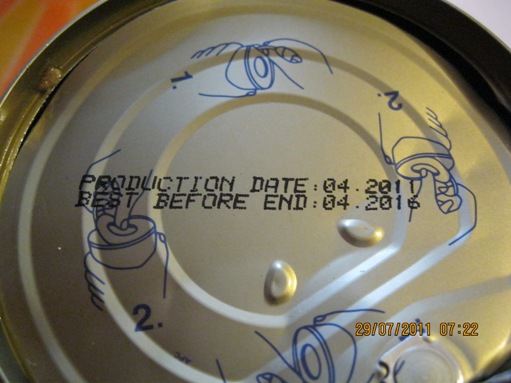 1.
2.
PRODUCTION DATE:04.2011
BEST BEFORE END:04.2016
2.
29/07/2011 07:22